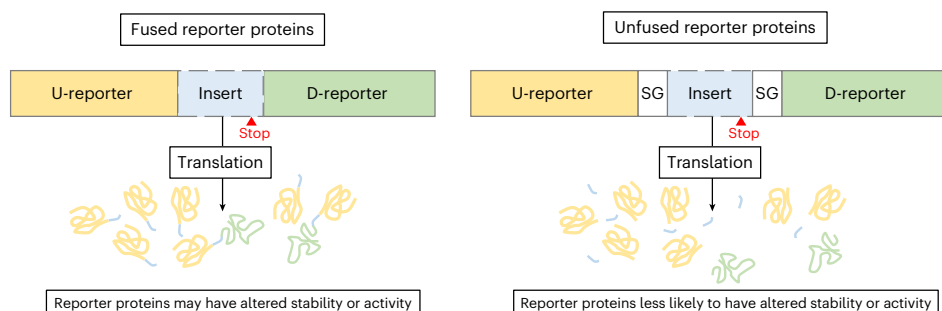 Fused reporter proteins
U-reporter Insert D-reporter
Stop
Translation
Reporter proteins may have altered stability or activity
Unfused reporter proteins
U-reporter SG Insert SG D-reporter
Stop
Translation
Reporter proteins less likely to have altered stability or activity